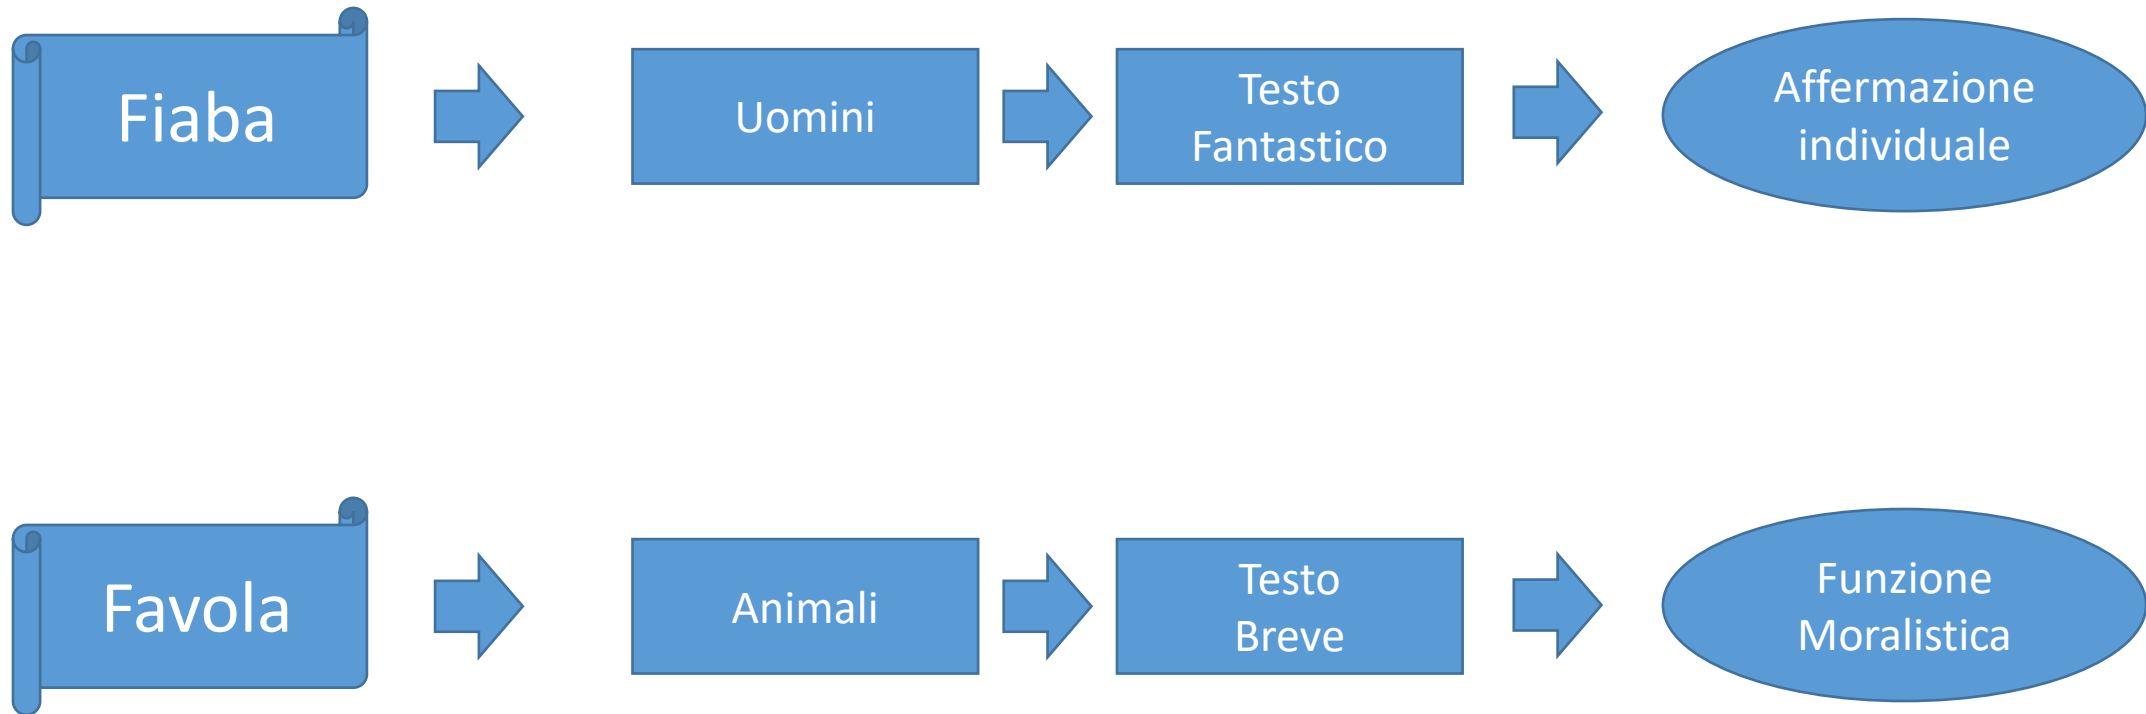 Fiaba
Uomini
Testo
Fantastico
Affermazione
individuale
Favola
Animali
Testo
Breve
Funzione
Moralistica